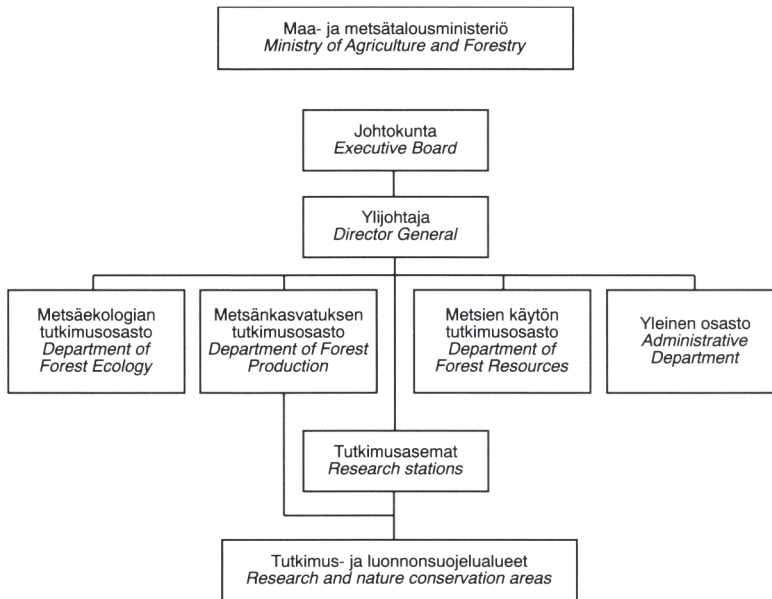 Maa- ja metsätalousministeriö
Ministry of Agriculture and Forestry
Johtokunta
Executive Board
Ylijohtaja
Director General
Metsäekologian
tutkimusosasto
Department of
Forest Ecology
Metsänkasvatuksen
tutkimusosasto
Department of Forest
Production
Metsien käytön
tutkimusosasto
Department of
Forest Resources
Yleinen osasto
Administrative
Department
Tutkimusasemat
Research stations
Tutkimus- ja luonnonsuojelualueet
Research and nature conservation areas